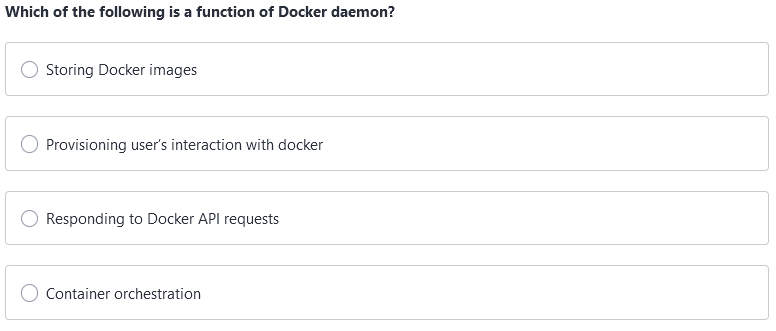 Which of the following is a function of Docker daemon?
Storing Docker images
Provisioning user's interaction with docker
Responding to Docker API requests
Container orchestration